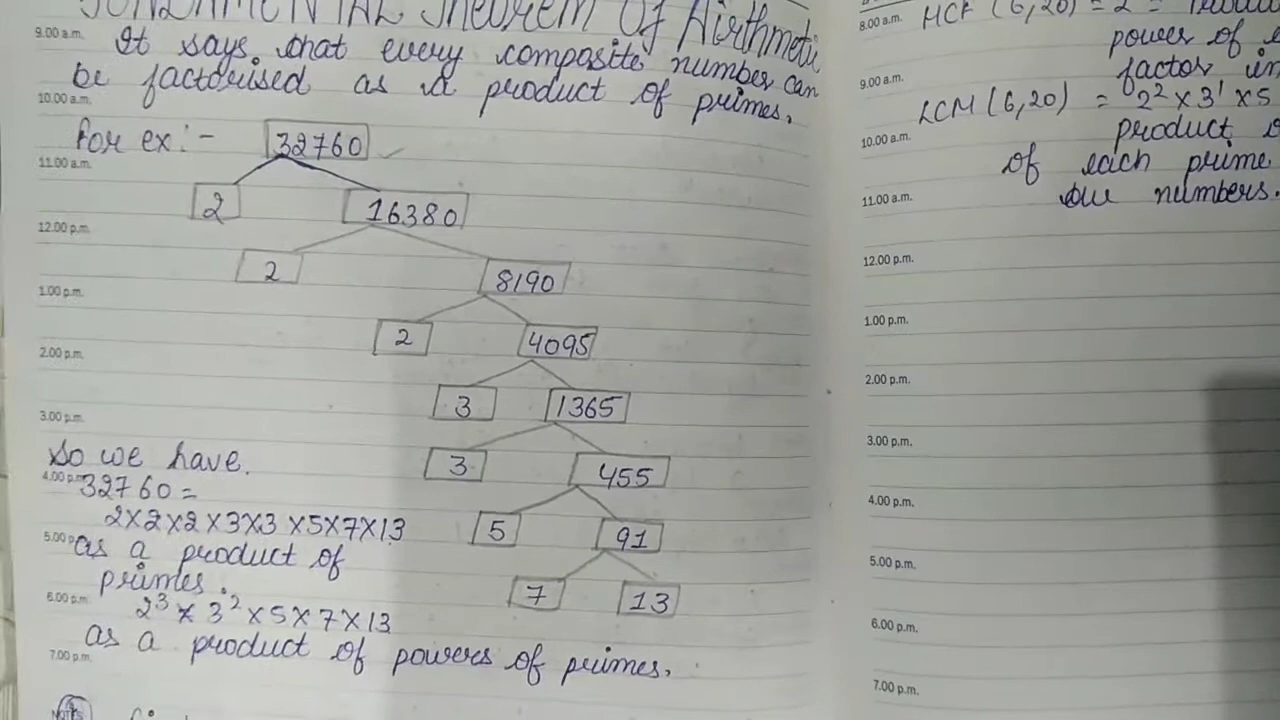 FUNDAMENTAL Theorem Of Airthmeti
9.00 a.m.
It says that every composite number can
be factorised as a product of primes.
10.00 a.m.
For ex:- 32760
11.00 a.m.
2 16380
12.00 p.m.
2 8190
1.00 p.m.
2 4095
2.00 p.m.
3 1365
3.00 p.m.
So we have. 3 455
4.00 p.m.
32760 =
2×2×2×3×3×5×7×13 5 91
5.00 p
as a product of
primes. 7 13
6.00 p.m.
2³ × 3² × 5 × 7 × 13
as a product of powers of primes.
7.00 p.m.
NOTES
8.00 a.m.
HCF (6,20) = 2 =
power of
9.00 a.m.
factor in
LCM (6,20) = 2² × 3¹ × 5
10.00 a.m.
product
of each prime
11.00 a.m.
numbers.
12.00 p.m.
1.00 p.m.
2.00 p.m.
3.00 p.m.
4.00 p.m.
5.00 p.m.
6.00 p.m.
7.00 p.m.